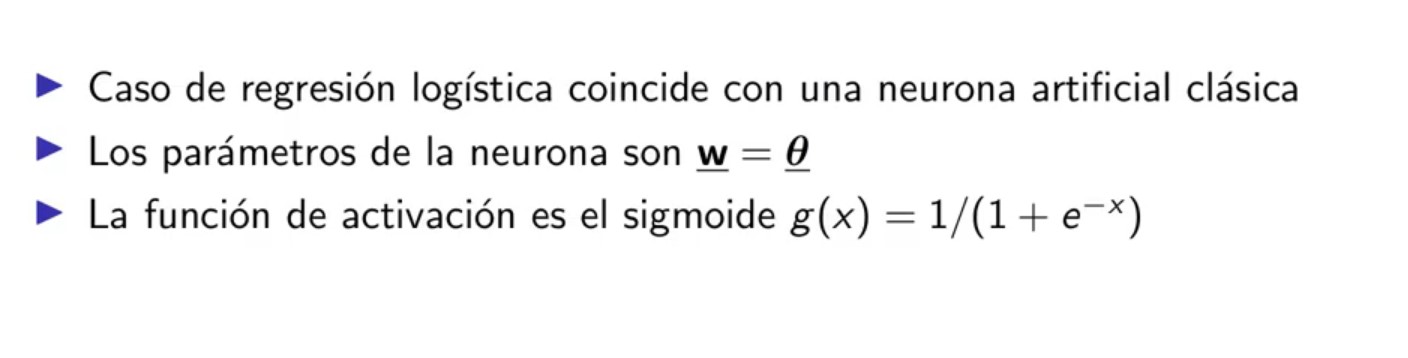 ▶ Caso de regresión logística coincide con una neurona artificial clásica
▶ Los parámetros de la neurona son w = θ
▶ La función de activación es el sigmoide g(x) = 1/(1 + e⁻ˣ)